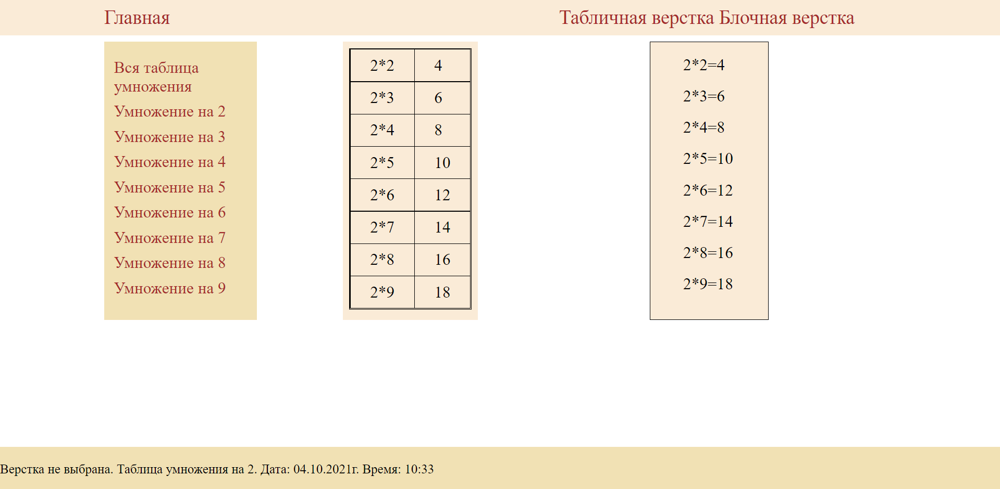 Главная
Табличная верстка Блочная верстка
Вся таблица
умножения
Умножение на 2
Умножение на 3
Умножение на 4
Умножение на 5
Умножение на 6
Умножение на 7
Умножение на 8
Умножение на 9
2*2 4
2*3 6
2*4 8
2*5 10
2*6 12
2*7 14
2*8 16
2*9 18
2*2=4
2*3=6
2*4=8
2*5=10
2*6=12
2*7=14
2*8=16
2*9=18
Верстка не выбрана. Таблица умножения на 2. Дата: 04.10.2021г. Время: 10:33